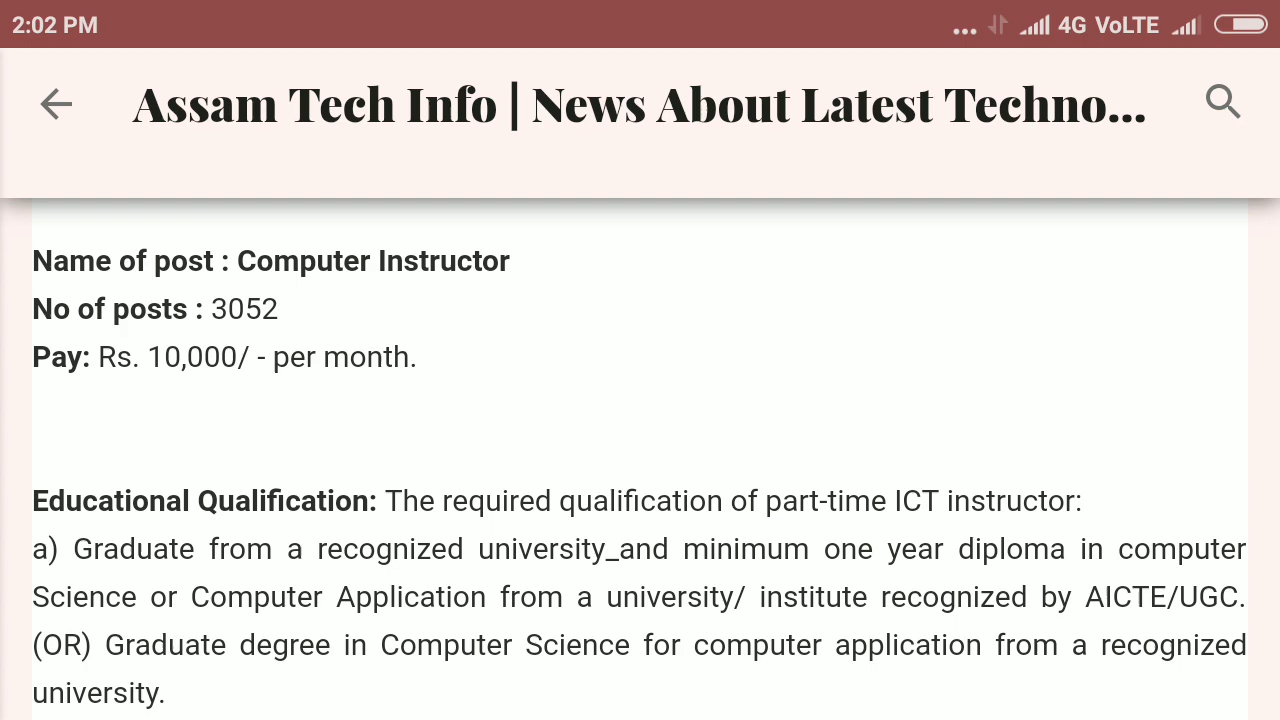 2:02 PM
... 4G VoLTE
Assam Tech Info | News About Latest Techno...
Name of post : Computer Instructor
No of posts : 3052
Pay: Rs. 10,000/ - per month.
Educational Qualification: The required qualification of part-time ICT instructor:
a) Graduate from a recognized university_and minimum one year diploma in computer
Science or Computer Application from a university/ institute recognized by AICTE/UGC.
(OR) Graduate degree in Computer Science for computer application from a recognized
university.